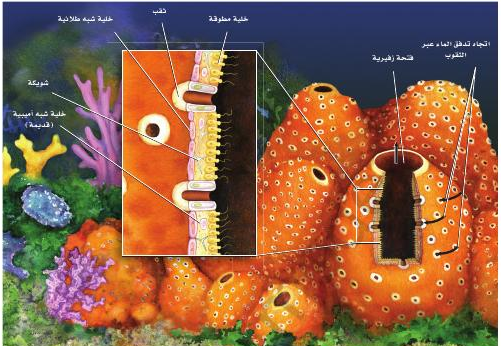 ثقب
خلية شبه طلائية
خلية مطوقة
اتجاه تدفق الماء عبر
الثقوب
فتحة زفيرية
شويكة
خلية شبه أميبية
(قديمة)